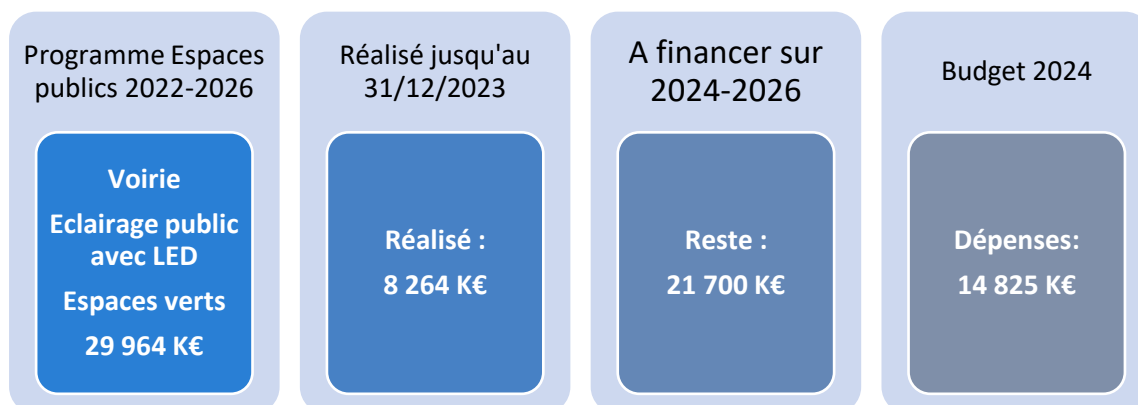 Programme Espaces
publics 2022-2026
Voirie
Eclairage public
avec LED
Espaces verts
29 964 K€
Réalisé jusqu'au
31/12/2023
Réalisé :
8 264 K€
A financer sur
2024-2026
Reste :
21 700 K€
Budget 2024
Dépenses:
14 825 K€